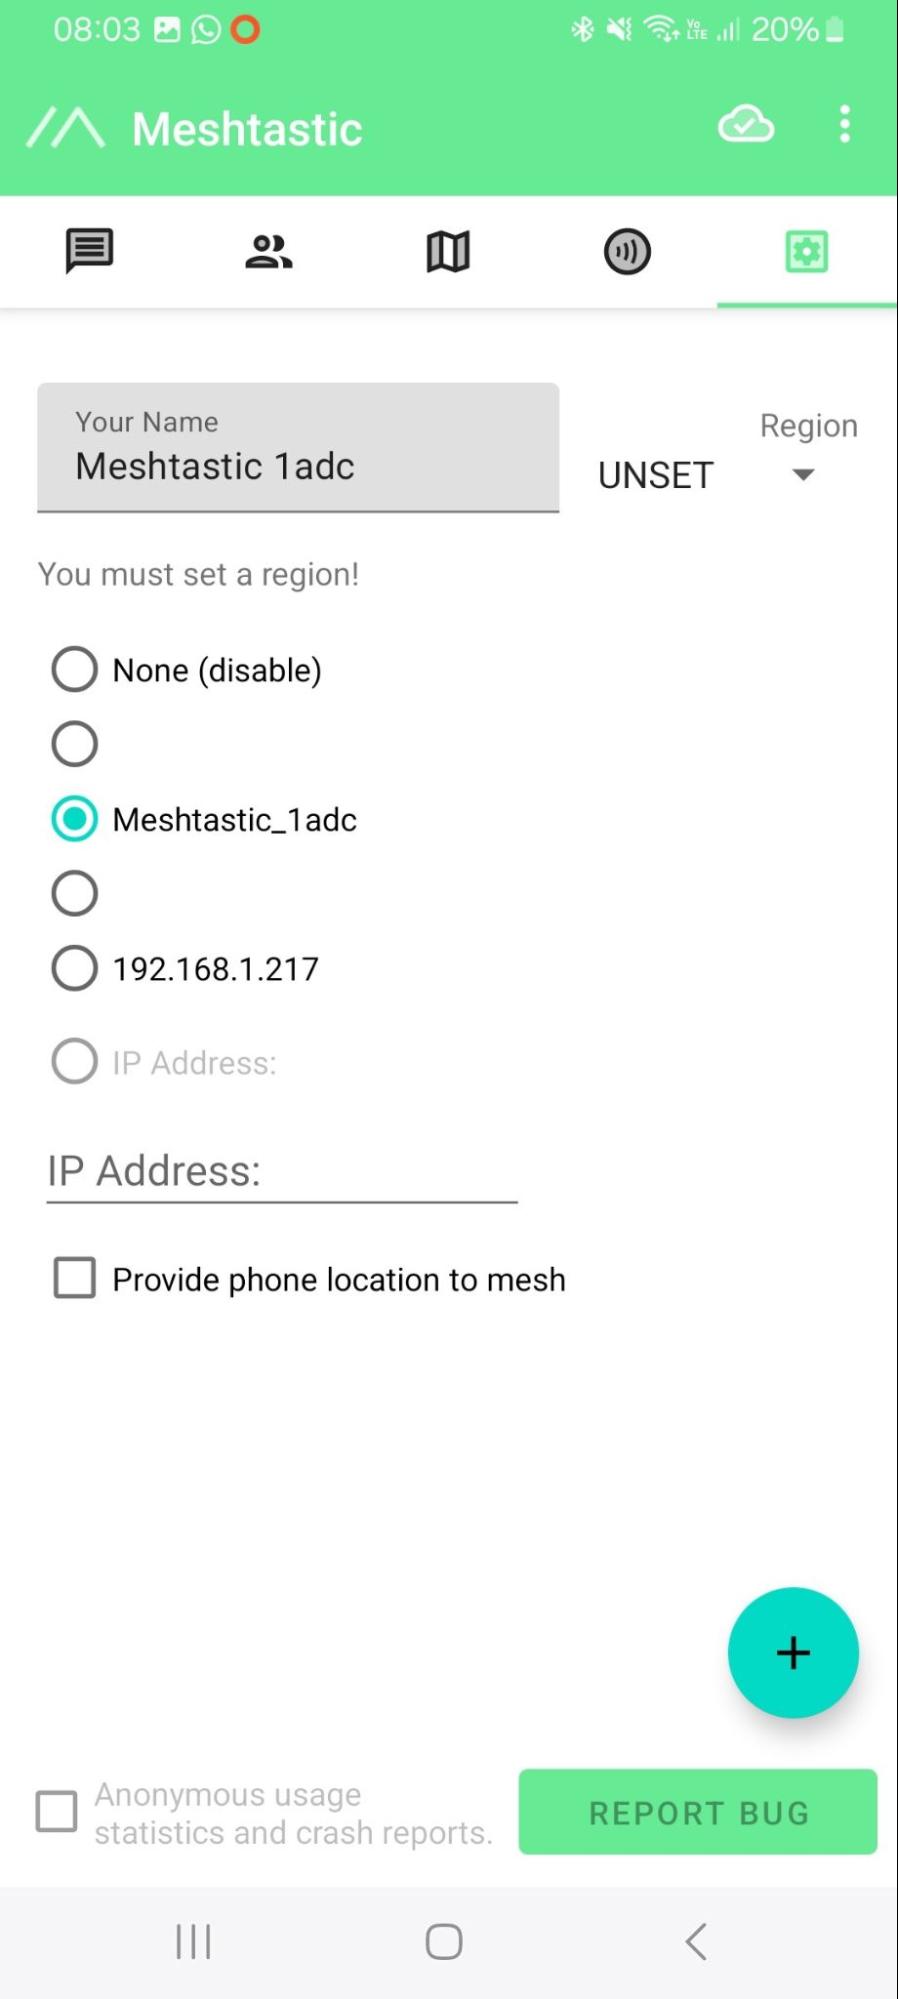 08:03
Vo LTE 20%
Meshtastic
Your Name
Meshtastic 1adc
Region
UNSET
You must set a region!
None (disable)
Meshtastic_1adc
192.168.1.217
IP Address:
IP Address:
Provide phone location to mesh
Anonymous usage
statistics and crash reports.
REPORT BUG